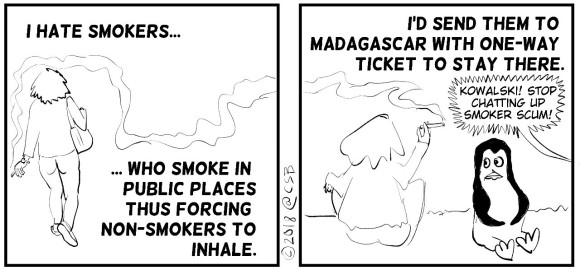 I HATE SMOKERS...
... WHO SMOKE IN
PUBLIC PLACES
THUS FORCING
NON-SMOKERS TO
INHALE.
©2018@CSB
I'D SEND THEM TO
MADAGASCAR WITH ONE-WAY
TICKET TO STAY THERE.
KOWALSKI! STOP
CHATTING UP
SMOKER SCUM!